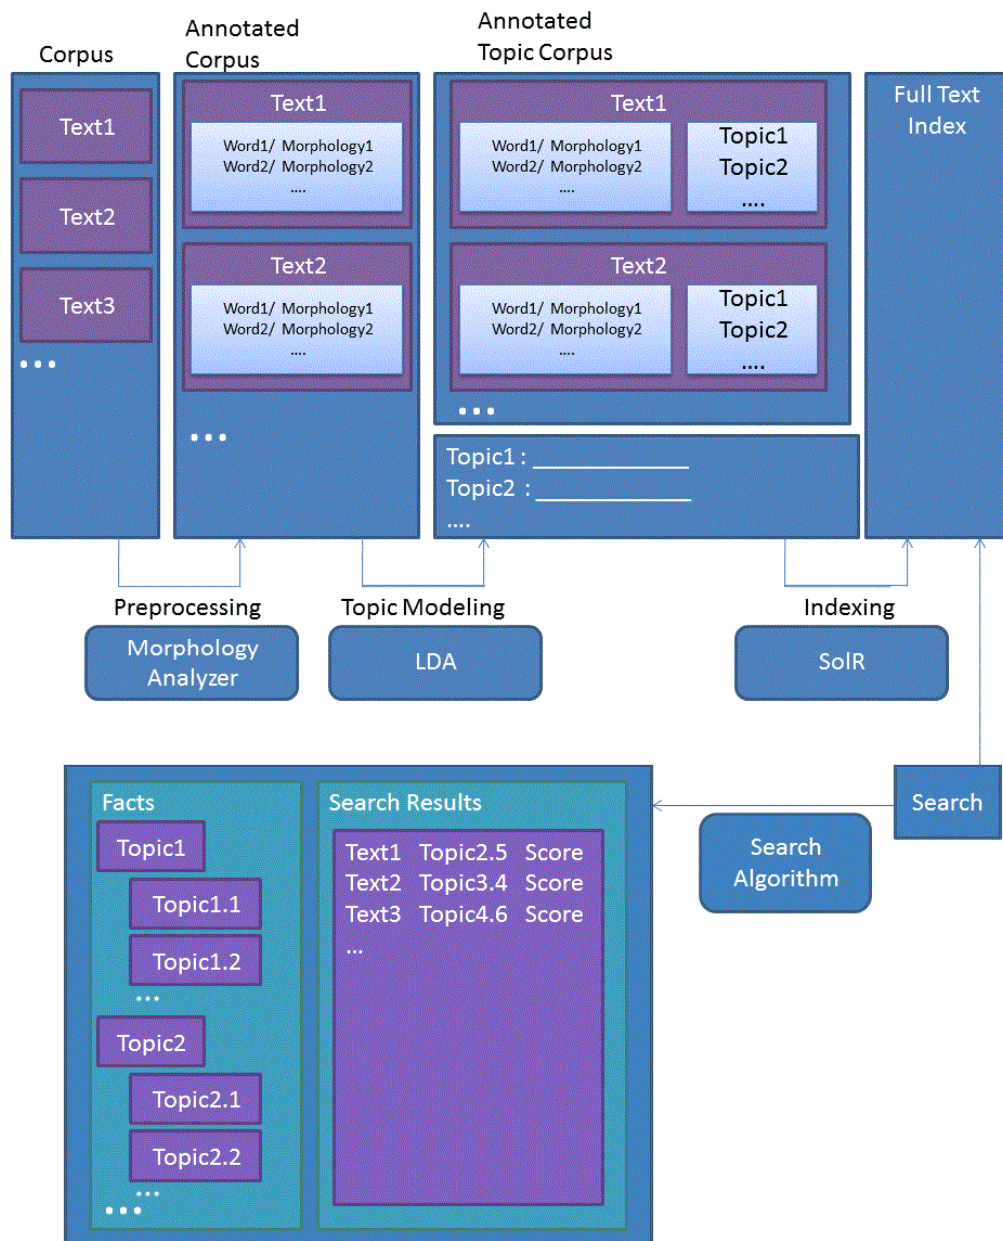 Corpus
Text1
Text2
Text3
...
Annotated
Corpus
Text1
Word1/ Morphology1
Word2/ Morphology2
....
Text2
Word1/ Morphology1
Word2/ Morphology2
....
...
Annotated
Topic Corpus
Text1
Word1/ Morphology1
Word2/ Morphology2
....
Topic1
Topic2
....
Text2
Word1/ Morphology1
Word2/ Morphology2
....
Topic1
Topic2
....
...
Topic1 : ______________
Topic2 : ______________
....
Full Text
Index
Preprocessing
Morphology
Analyzer
Topic Modeling
LDA
Indexing
SolR
Search
Search
Algorithm
Facts
Topic1
Topic1.1
Topic1.2
...
Topic2
Topic2.1
Topic2.2
...
...
Search Results
Text1 Topic2.5 Score
Text2 Topic3.4 Score
Text3 Topic4.6 Score
...